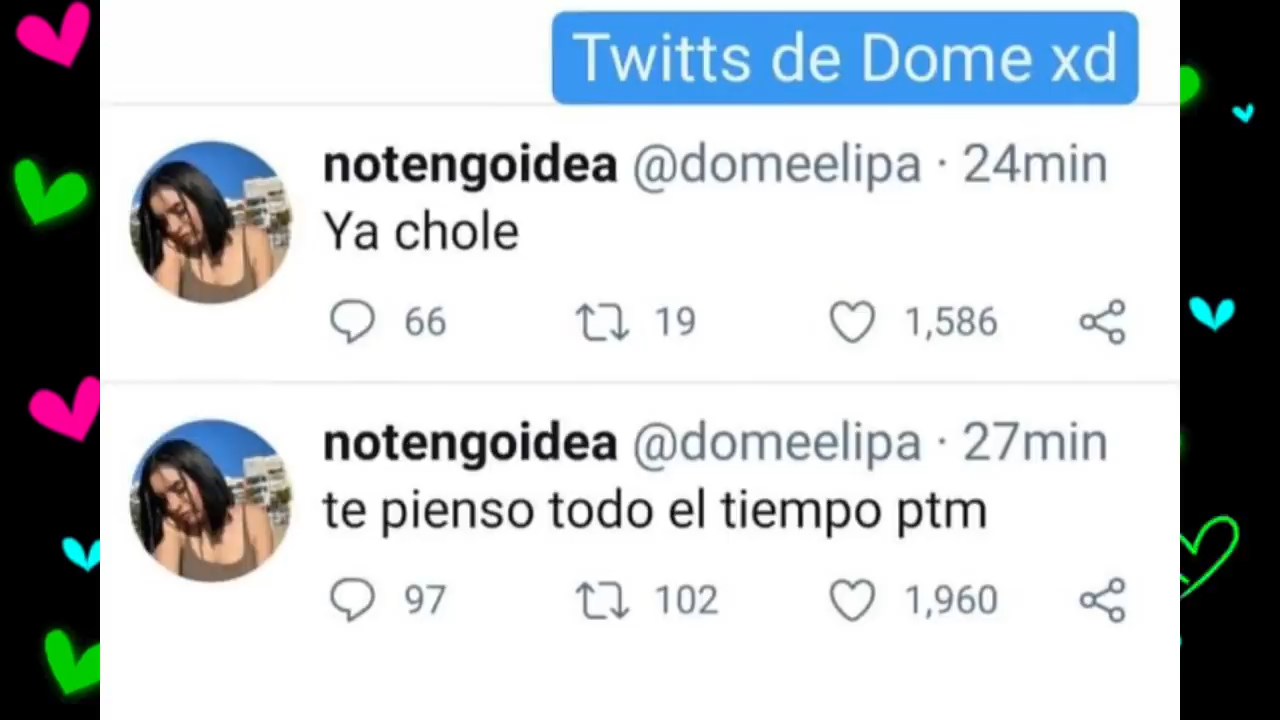 Twitts de Dome xd
notengoidea @domeelipa · 24min
Ya chole
66 19 1,586
notengoidea @domeelipa · 27min
te pienso todo el tiempo ptm
97 102 1,960